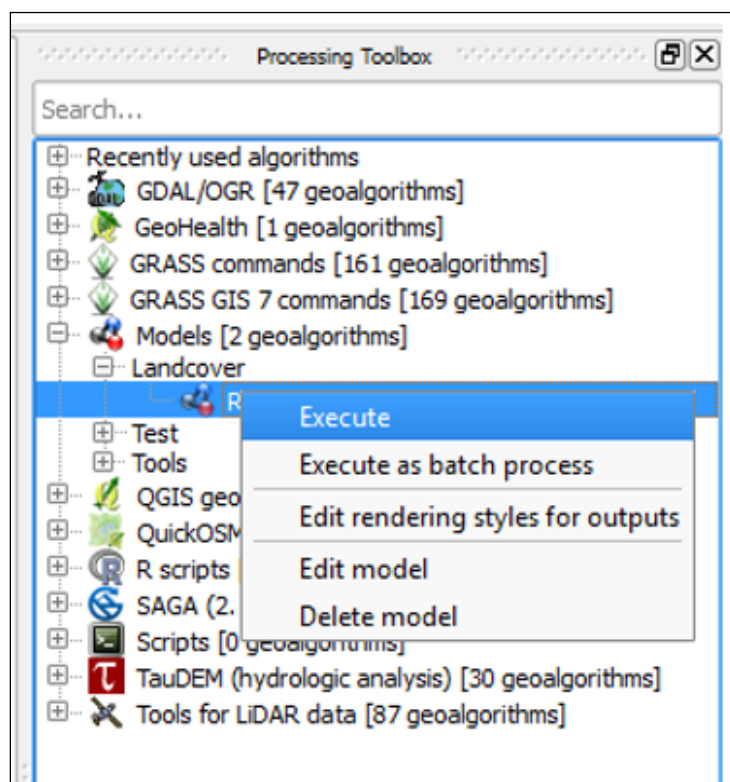 Processing Toolbox
Search...
Recently used algorithms
GDAL/OGR [47 geoalgorithms]
GeoHealth [1 geoalgorithms]
GRASS commands [161 geoalgorithms]
GRASS GIS 7 commands [169 geoalgorithms]
Models [2 geoalgorithms]
Landcover
R
Execute
Test
Execute as batch process
Tools
QGIS geo
Edit rendering styles for outputs
QuickOSM
R scripts
Edit model
SAGA (2.
Delete model
Scripts [0 geoalgorithms]
TauDEM (hydrologic analysis) [30 geoalgorithms]
Tools for LiDAR data [87 geoalgorithms]